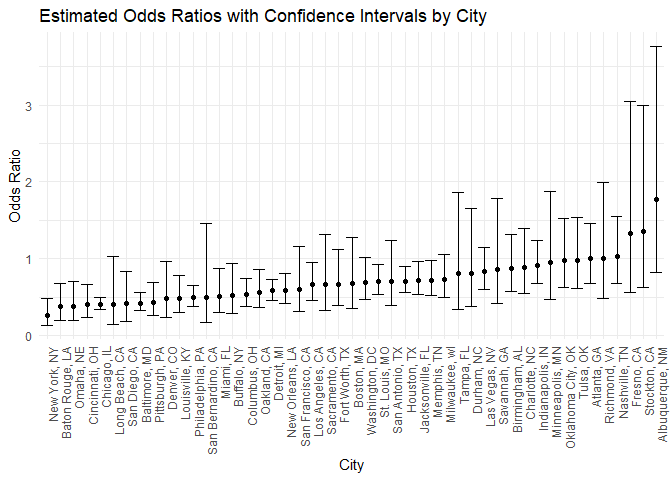 Estimated Odds Ratios with Confidence Intervals by City
Odds Ratio
3
2
1
0
New York, NY
Baton Rouge, LA
Omaha, NE
Cincinnati, OH
Chicago, IL
Long Beach, CA
San Diego, CA
Baltimore, MD
Pittsburgh, PA
Denver, CO
Louisville, KY
Philadelphia, PA
San Bernardino, CA
Miami, FL
Buffalo, NY
Columbus, OH
Oakland, CA
Detroit, MI
New Orleans, LA
San Francisco, CA
Los Angeles, CA
Sacramento, CA
Fort Worth, TX
Boston, MA
Washington, DC
St. Louis, MO
San Antonio, TX
Houston, TX
Jacksonville, FL
Memphis, TN
Milwaukee, wI
Tampa, FL
Durham, NC
Las Vegas, NV
Savannah, GA
Birmingham, AL
Charlotte, NC
Indianapolis, IN
Minneapolis, MN
Oklahoma City, OK
Tulsa, OK
Atlanta, GA
Richmond, VA
Nashville, TN
Fresno, CA
Stockton, CA
Albuquerque, NM
City